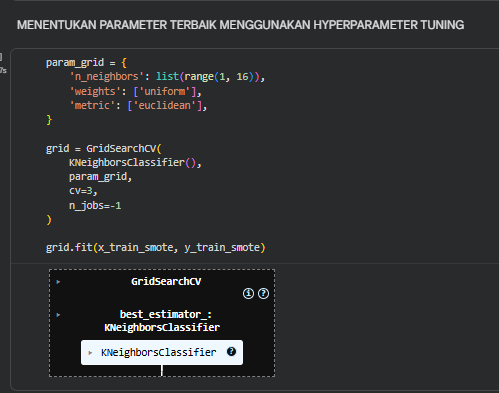 MENENTUKAN PARAMETER TERBAIK MENGGUNAKAN HYPERPARAMETER TUNING
param_grid = {
    'n_neighbors': list(range(1, 16)),
    'weights': ['uniform'],
    'metric': ['euclidean'],
}
grid = GridSearchCV(
    KNeighborsClassifier(),
    param_grid,
    cv=3,
    n_jobs=-1
)
grid.fit(x_train_smote, y_train_smote)
GridSearchCV
i ?
best_estimator_:
KNeighborsClassifier
KNeighborsClassifier ?